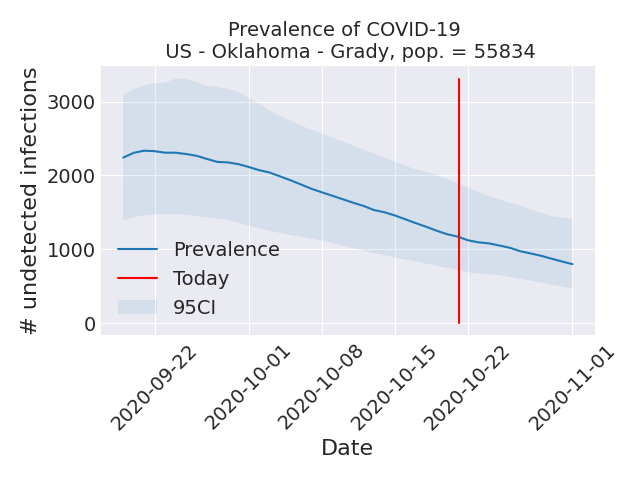 Prevalence of COVID-19
US - Oklahoma - Grady, pop. = 55834
# undetected infections
3000
2000
1000
0
Prevalence
Today
95CI
2020-09-22
2020-10-01
2020-10-08
2020-10-15
2020-10-22
2020-11-01
Date